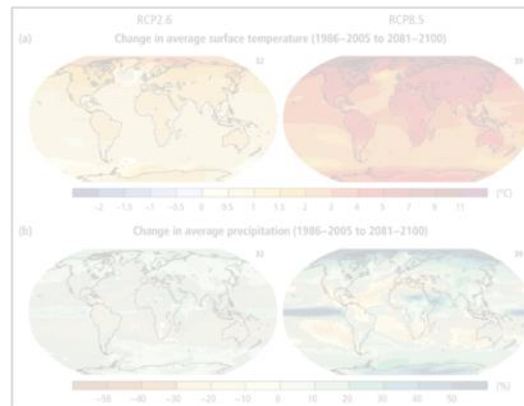 RCP2.6 RCP8.5
(a) Change in average surface temperature (1986–2005 to 2081–2100)
32 39
−2 −1.5 −1 −0.5 0 0.5 1 1.5 2 3 4 5 7 9 11 (°C)
(b) Change in average precipitation (1986–2005 to 2081–2100)
32 39
−50 −40 −30 −20 −10 0 10 20 30 40 50 (%)